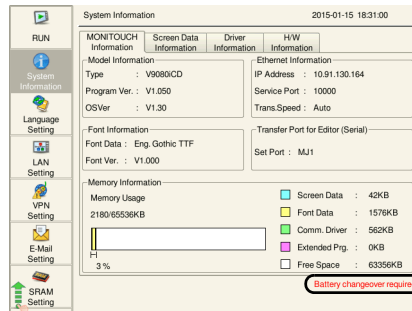 System Information 2015-01-15 18:31:00
RUN
System Information
Language Setting
LAN Setting
VPN Setting
E-Mail Setting
SRAM Setting
MONITOUCH Information
Screen Data Information
Driver Information
H/W Information
Model Information
Type : V9080iCD
Program Ver. : V1.050
OSVer : V1.30
Ethernet Information
IP Address : 10.91.130.164
Service Port : 10000
Trans.Speed : Auto
Font Information
Font Data : Eng. Gothic TTF
Font Ver. : V1.000
Transfer Port for Editor (Serial)
Set Port : MJ1
Memory Information
Memory Usage
2180/65536KB
3 %
Screen Data : 42KB
Font Data : 1576KB
Comm. Driver : 562KB
Extended Prg. : 0KB
Free Space : 63356KB
Battery changeover require